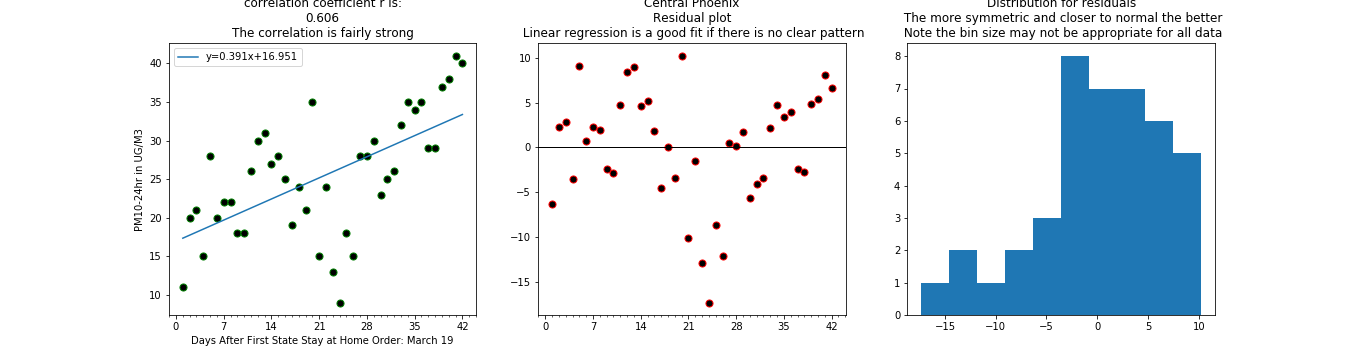 correlation coefficient r is:
0.606
The correlation is fairly strong
y=0.391x+16.951
40
35
30
25
20
15
10
PM10-24hr in UG/M3
0 7 14 21 28 35 42
Days After First State Stay at Home Order: March 19
Central Phoenix
Residual plot
Linear regression is a good fit if there is no clear pattern
10
5
0
−5
−10
−15
0 7 14 21 28 35 42
Distribution for residuals
The more symmetric and closer to normal the better
Note the bin size may not be appropriate for all data
8
7
6
5
4
3
2
1
0
−15 −10 −5 0 5 10